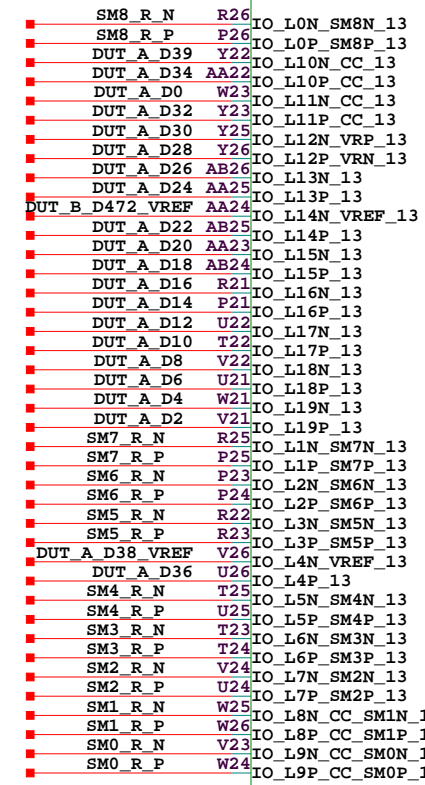 SM8_R_N R26 IO_L0N_SM8N_13
SM8_R_P P26 IO_L0P_SM8P_13
DUT_A_D39 Y22 IO_L10N_CC_13
DUT_A_D34 AA22 IO_L10P_CC_13
DUT_A_D0 W23 IO_L11N_CC_13
DUT_A_D32 Y23 IO_L11P_CC_13
DUT_A_D30 Y25 IO_L12N_VRP_13
DUT_A_D28 Y26 IO_L12P_VRN_13
DUT_A_D26 AB26 IO_L13N_13
DUT_A_D24 AA25 IO_L13P_13
DUT_B_D472_VREF AA24 IO_L14N_VREF_13
DUT_A_D22 AB25 IO_L14P_13
DUT_A_D20 AA23 IO_L15N_13
DUT_A_D18 AB24 IO_L15P_13
DUT_A_D16 R21 IO_L16N_13
DUT_A_D14 P21 IO_L16P_13
DUT_A_D12 U22 IO_L17N_13
DUT_A_D10 T22 IO_L17P_13
DUT_A_D8 V22 IO_L18N_13
DUT_A_D6 U21 IO_L18P_13
DUT_A_D4 W21 IO_L19N_13
DUT_A_D2 V21 IO_L19P_13
SM7_R_N R25 IO_L1N_SM7N_13
SM7_R_P P25 IO_L1P_SM7P_13
SM6_R_N P23 IO_L2N_SM6N_13
SM6_R_P P24 IO_L2P_SM6P_13
SM5_R_N R22 IO_L3N_SM5N_13
SM5_R_P R23 IO_L3P_SM5P_13
DUT_A_D38_VREF V26 IO_L4N_VREF_13
DUT_A_D36 U26 IO_L4P_13
SM4_R_N T25 IO_L5N_SM4N_13
SM4_R_P U25 IO_L5P_SM4P_13
SM3_R_N T23 IO_L6N_SM3N_13
SM3_R_P T24 IO_L6P_SM3P_13
SM2_R_N V24 IO_L7N_SM2N_13
SM2_R_P U24 IO_L7P_SM2P_13
SM1_R_N W25 IO_L8N_CC_SM1N_1
SM1_R_P W26 IO_L8P_CC_SM1P_1
SM0_R_N V23 IO_L9N_CC_SM0N_1
SM0_R_P W24 IO_L9P_CC_SM0P_1